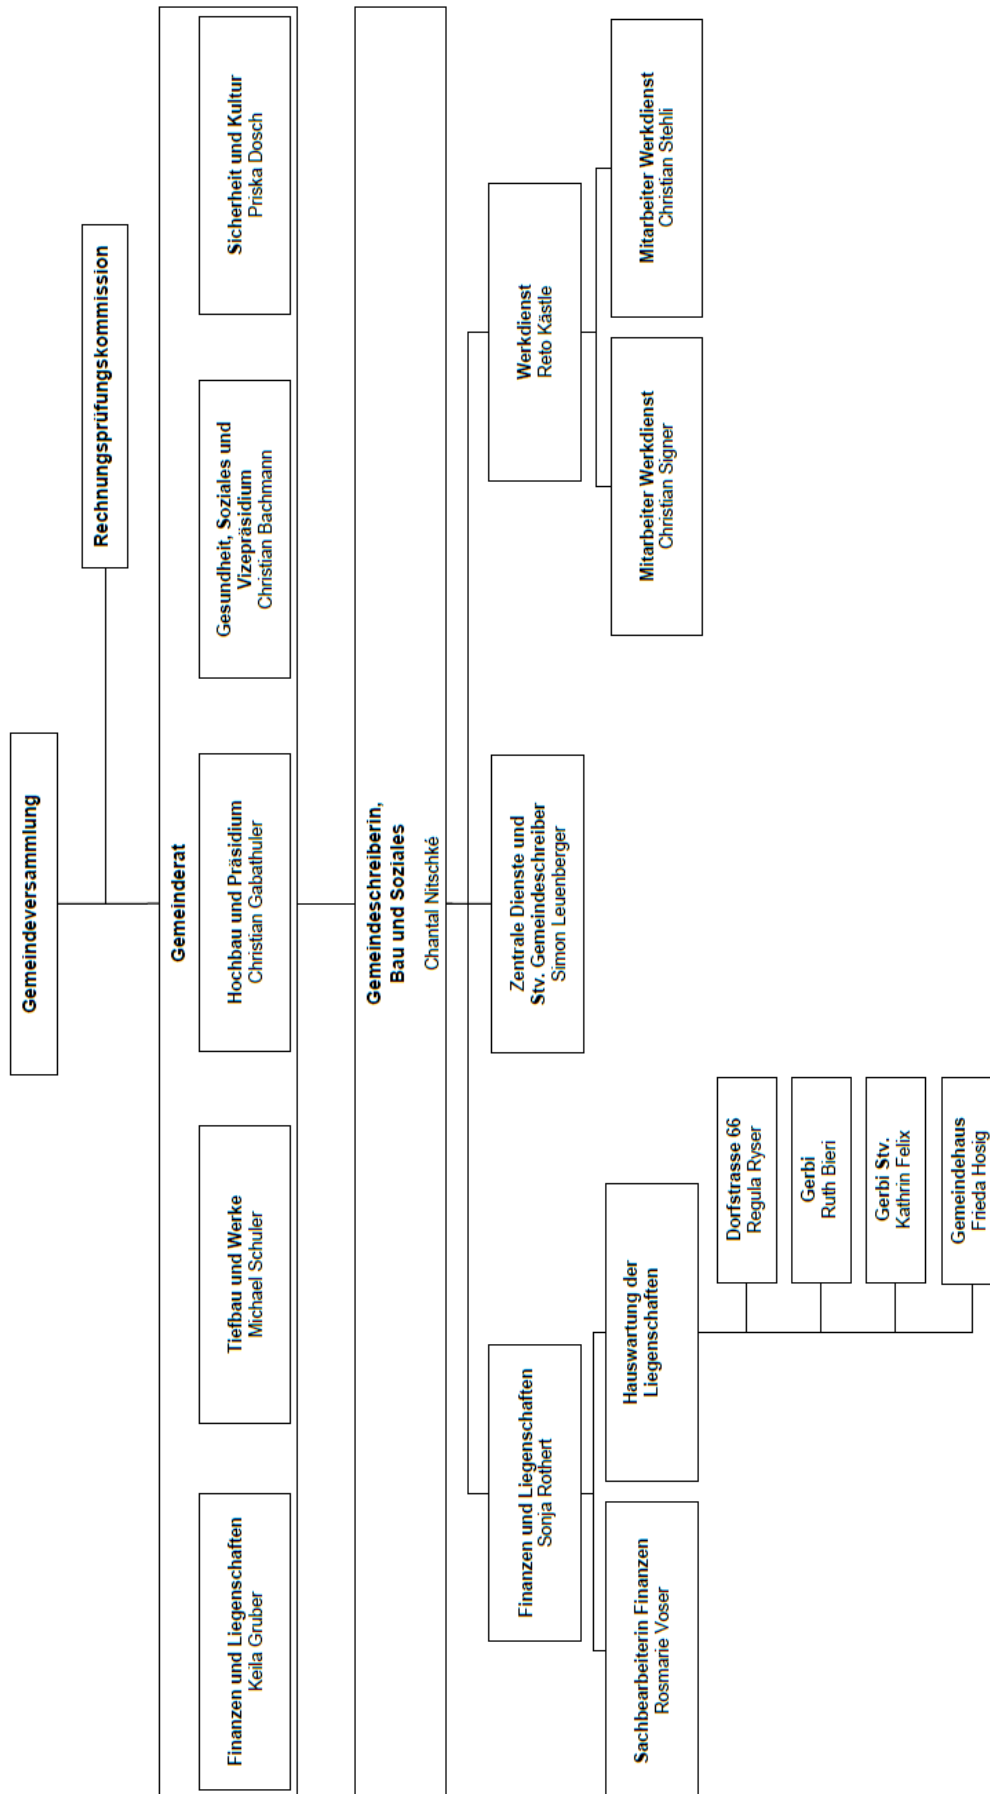 Gemeindeversammlung
Rechnungsprüfungskommission
Gemeinderat
Finanzen und Liegenschaften
Keila Gruber
Tiefbau und Werke
Michael Schuler
Hochbau und Präsidium
Christian Gabathuler
Gesundheit, Soziales und
Vizepräsidium
Christian Bachmann
Sicherheit und Kultur
Priska Dosch
Gemeindeschreiberin,
Bau und Soziales
Chantal Nitschké
Finanzen und Liegenschaften
Sonja Rothert
Zentrale Dienste und
Stv. Gemeindeschreiber
Simon Leuenberger
Werkdienst
Reto Kästle
Sachbearbeiterin Finanzen
Rosmarie Voser
Hauswartung der
Liegenschaften
Mitarbeiter Werkdienst
Christian Signer
Mitarbeiter Werkdienst
Christian Stehli
Dorfstrasse 66
Regula Ryser
Gerbi
Ruth Bieri
Gerbi Stv.
Kathrin Felix
Gemeindehaus
Frieda Hosig